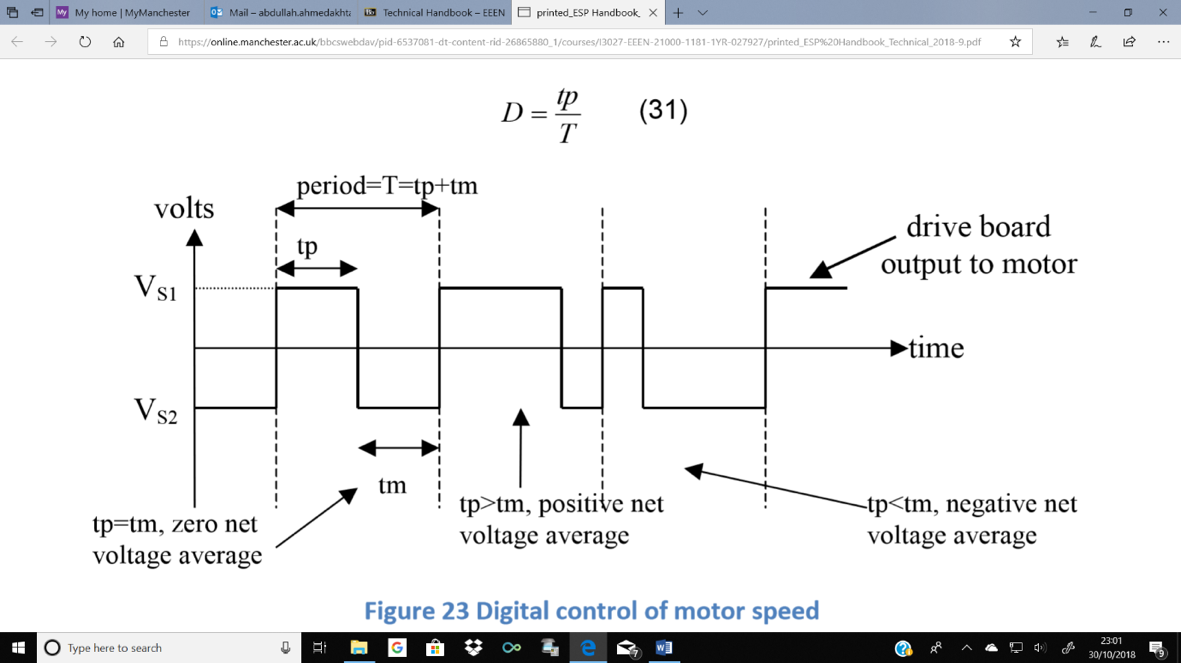 My home | MyManchester
Mail – abdullah.ahmedakhta
Technical Handbook – EEEN
printed_ESP Handbook_
https://online.manchester.ac.uk/bbcswebdav/pid-6537081-dt-content-rid-26865880_1/courses/I3027-EEEN-21000-1181-1YR-027927/printed_ESP%20Handbook_Technical_2018-9.pdf
D = tp/T (31)
period=T=tp+tm
volts
tp
drive board
output to motor
VS1
time
VS2
tm
tp=tm, zero net
voltage average
tp>tm, positive net
voltage average
tp<tm, negative net
voltage average
Figure 23 Digital control of motor speed
Type here to search
7
23:01
30/10/2018
9